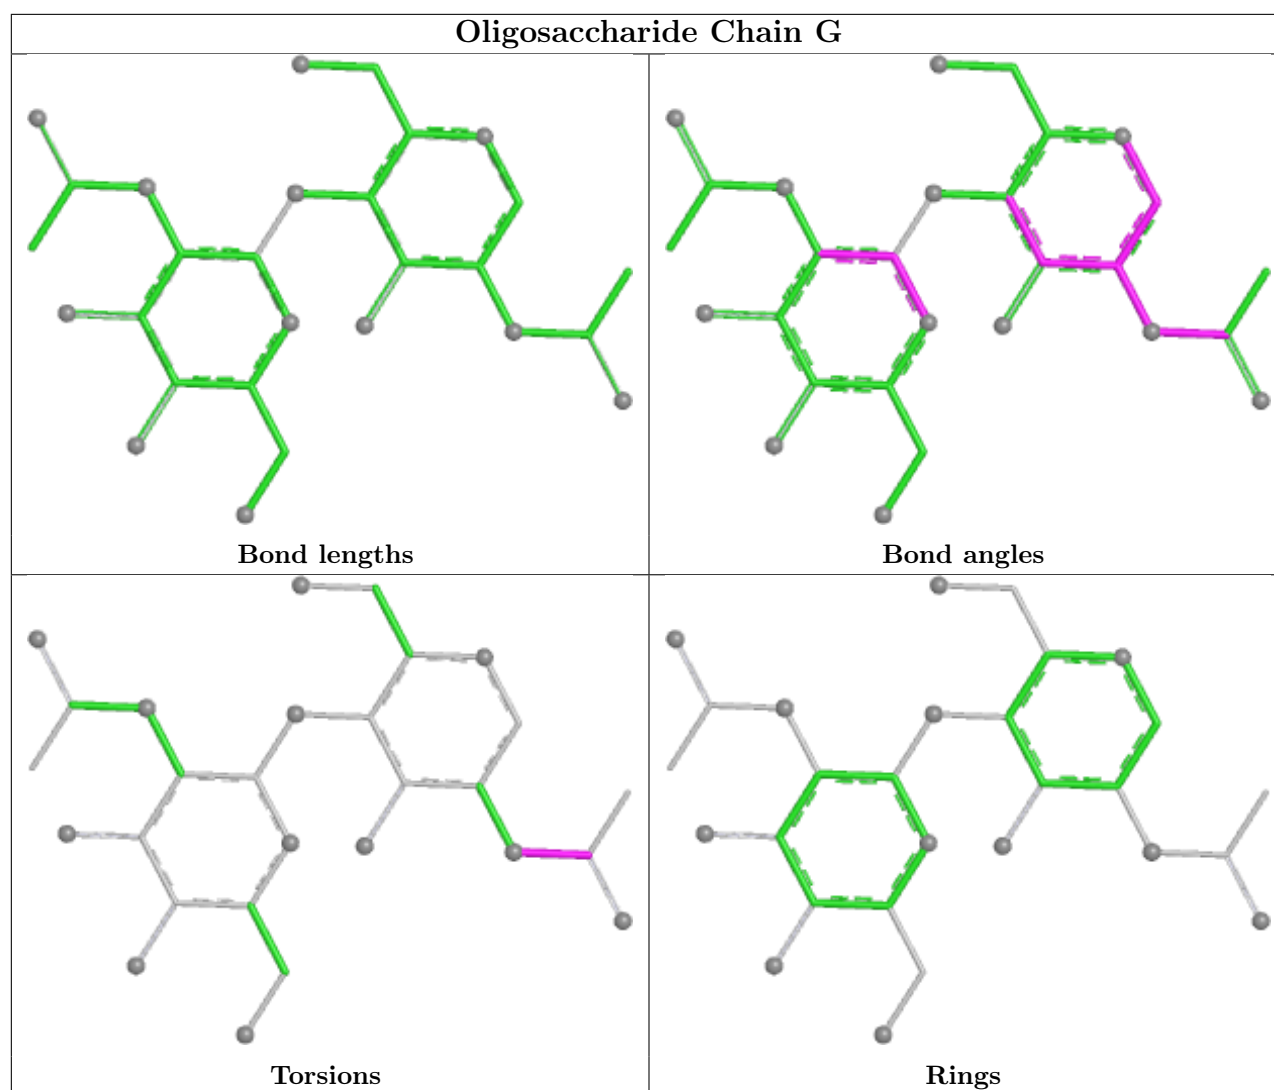 Oligosaccharide Chain G
Bond lengths
Bond angles
Torsions
Rings